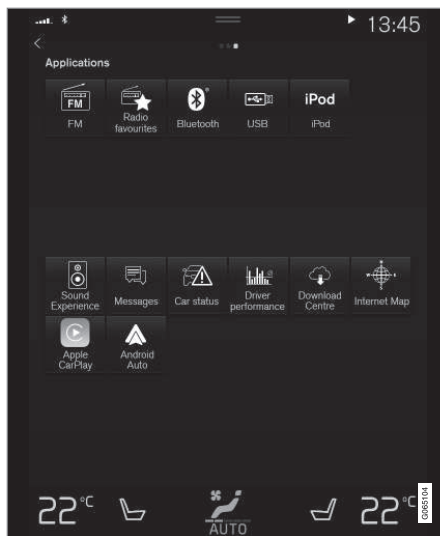 13:45
Applications
FM
FM
Radio
favourites
Bluetooth
USB
iPod
iPod
Sound
Experience
Messages
Car status
Driver
performance
Download
Centre
Internet Map
Apple
CarPlay
Android
Auto
22°C
AUTO
22°C
G065104